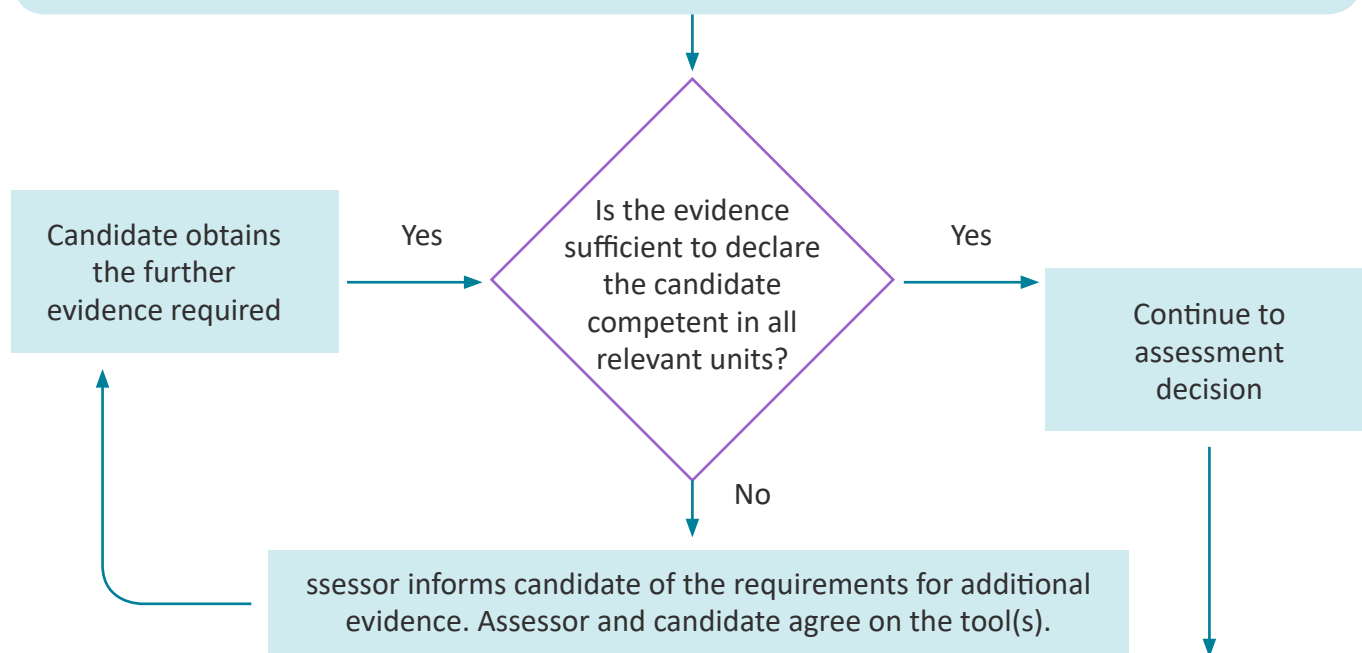 Is the evidence
sufficient to declare
the candidate
competent in all
relevant units?
Candidate obtains
the further
evidence required
Yes
Yes
Continue to
assessment
decision
No
ssessor informs candidate of the requirements for additional
evidence. Assessor and candidate agree on the tool(s).